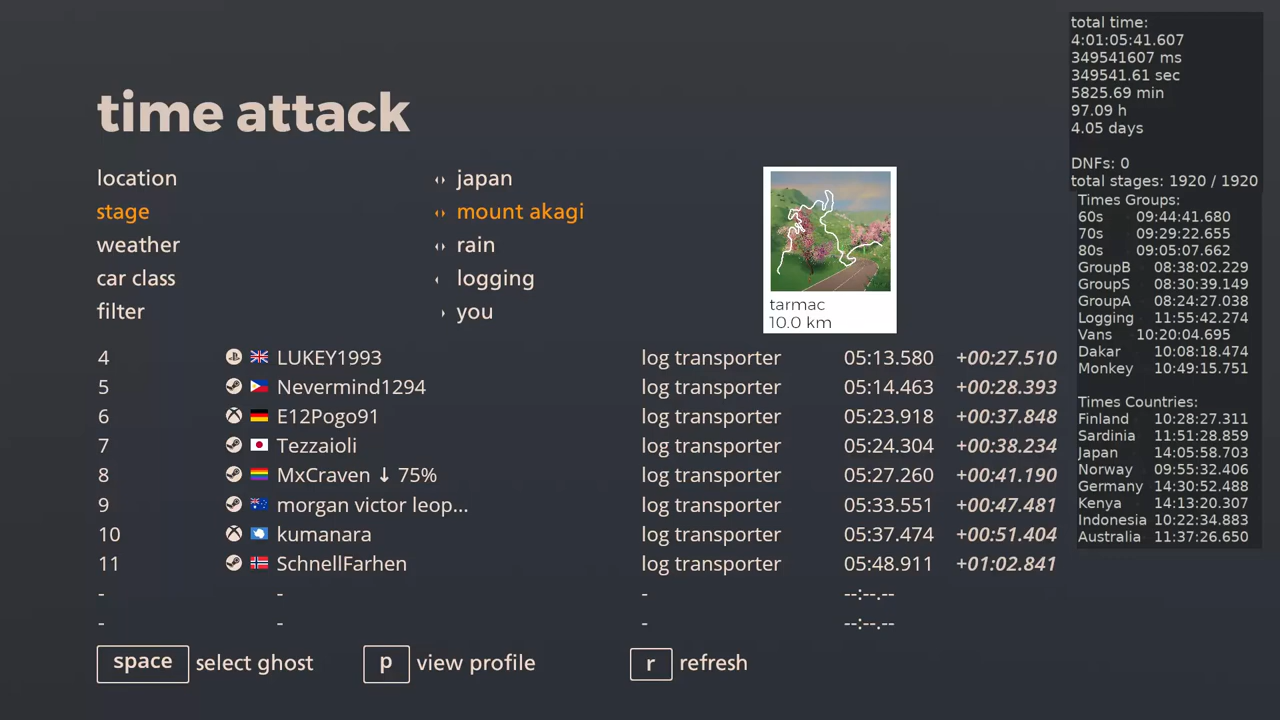 time attack
location japan
stage mount akagi
weather rain
car class logging
filter you
tarmac
10.0 km
4 LUKEY1993 log transporter 05:13.580 +00:27.510
5 Nevermind1294 log transporter 05:14.463 +00:28.393
6 E12Pogo91 log transporter 05:23.918 +00:37.848
7 Tezzaioli log transporter 05:24.304 +00:38.234
8 MxCraven ↓ 75% log transporter 05:27.260 +00:41.190
9 morgan victor leop... log transporter 05:33.551 +00:47.481
10 kumanara log transporter 05:37.474 +00:51.404
11 SchnellFarhen log transporter 05:48.911 +01:02.841
- - - --:--.--
- - - --:--.--
space select ghost p view profile r refresh
total time:
4:01:05:41.607
349541607 ms
349541.61 sec
5825.69 min
97.09 h
4.05 days
DNFs: 0
total stages: 1920 / 1920
Times Groups:
60s 09:44:41.680
70s 09:29:22.655
80s 09:05:07.662
GroupB 08:38:02.229
GroupS 08:30:39.149
GroupA 08:24:27.038
Logging 11:55:42.274
Vans 10:20:04.695
Dakar 10:08:18.474
Monkey 10:49:15.751
Times Countries:
Finland 10:28:27.311
Sardinia 11:51:28.859
Japan 14:05:58.703
Norway 09:55:32.406
Germany 14:30:52.488
Kenya 14:13:20.307
Indonesia 10:22:34.883
Australia 11:37:26.650